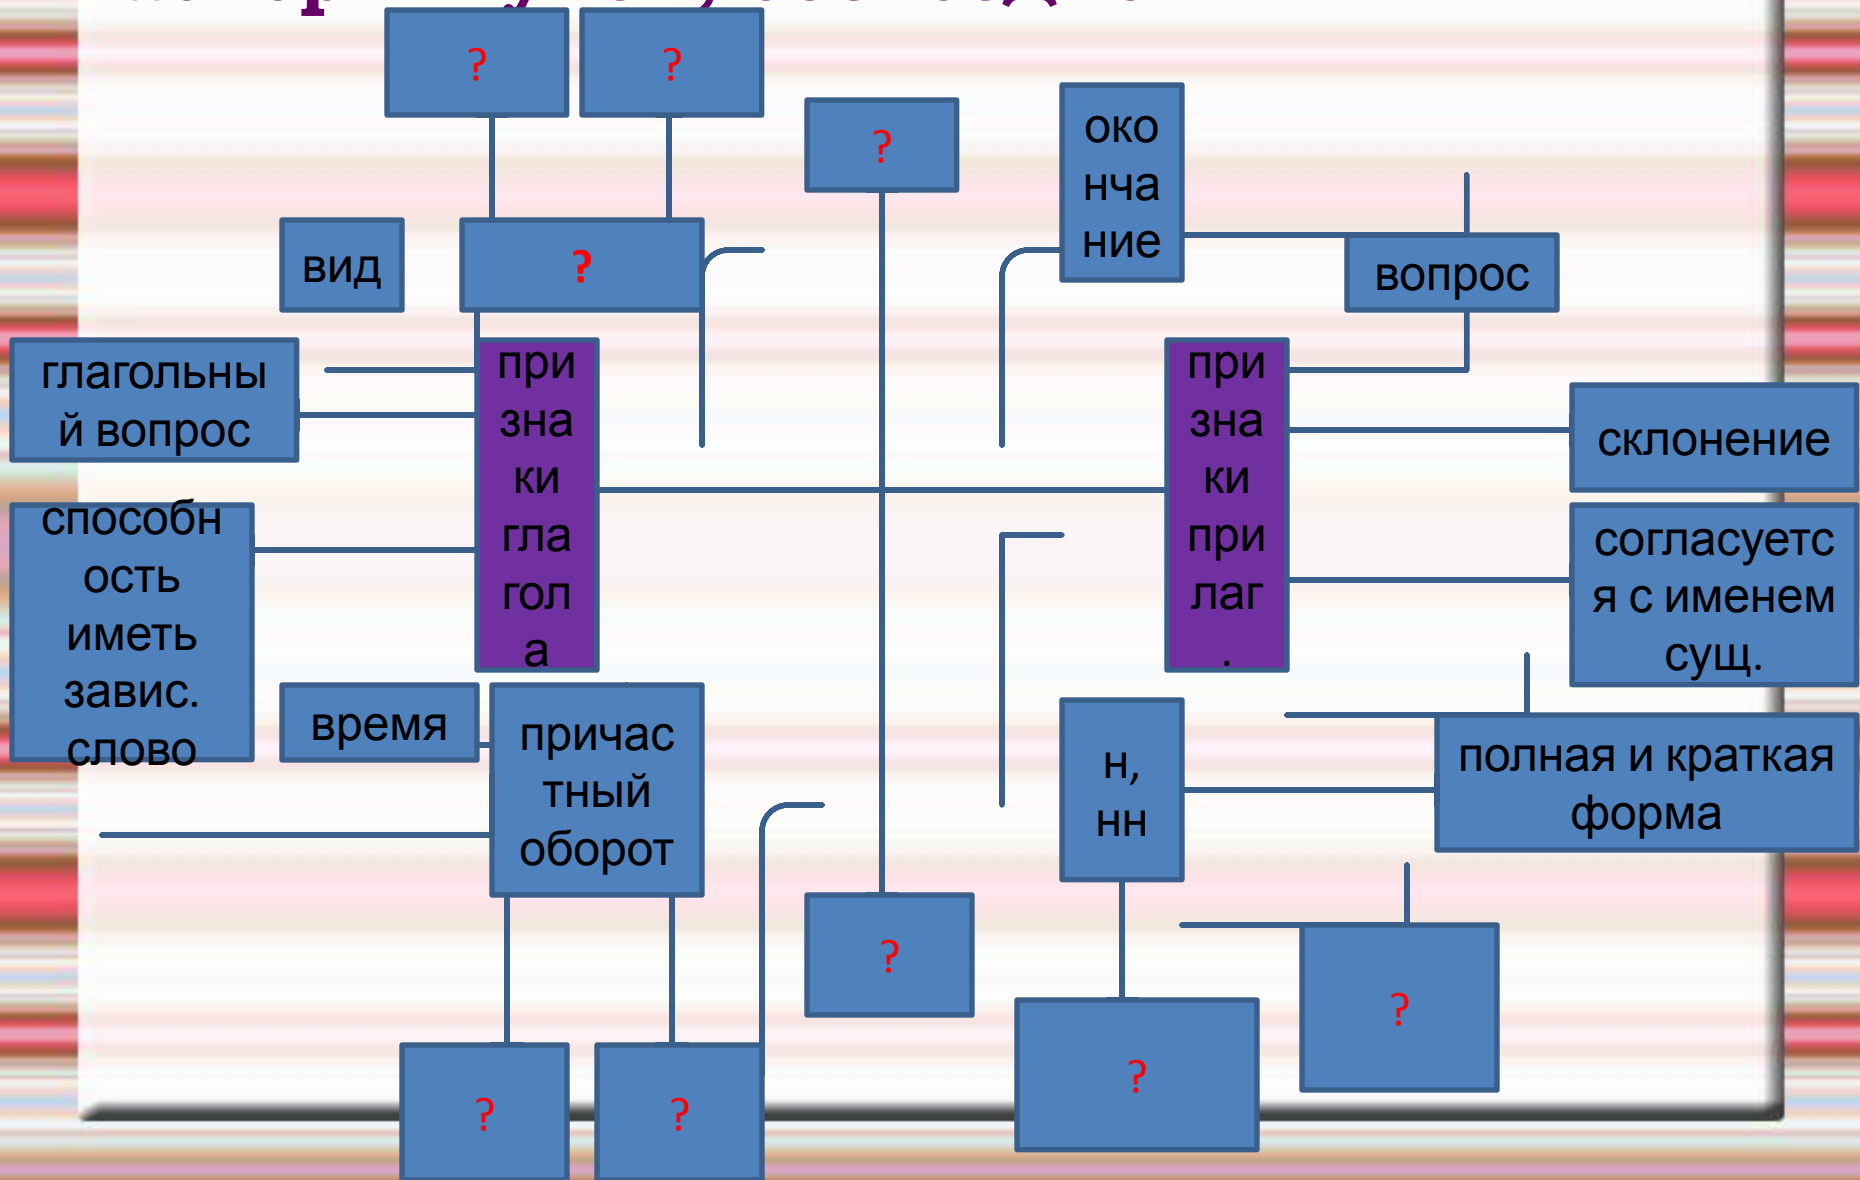 ?
?
?
око
нча
ние
вид
?
вопрос
глагольны
й вопрос
при
зна
ки
гла
гол
а
при
зна
ки
при
лаг
.
склонение
способн
ость
иметь
завис.
слово
согласуетс
я с именем
сущ.
время
причас
тный
оборот
н,
нн
полная и краткая
форма
?
?
?
?
?